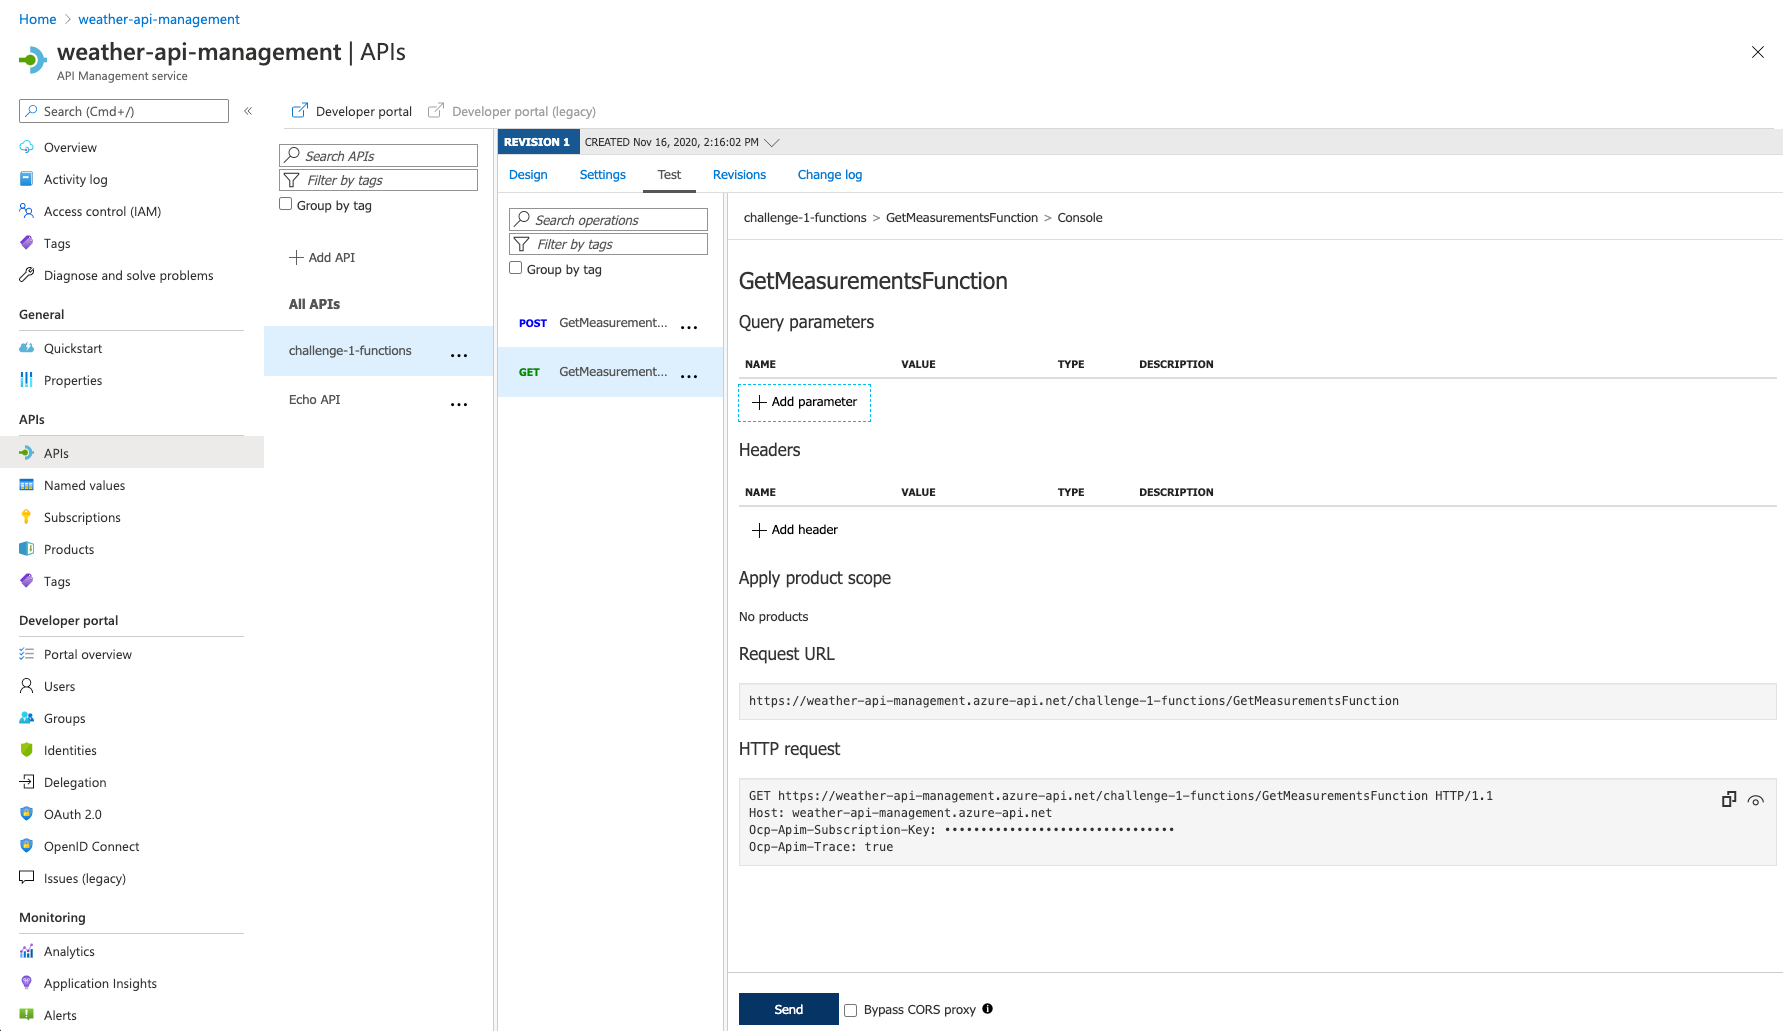 Home > weather-api-management
weather-api-management | APIs
API Management service
Search (Cmd+/)
«
Overview
Activity log
Access control (IAM)
Tags
Diagnose and solve problems
General
Quickstart
Properties
APIs
APIs
Named values
Subscriptions
Products
Tags
Developer portal
Portal overview
Users
Groups
Identities
Delegation
OAuth 2.0
OpenID Connect
Issues (legacy)
Monitoring
Analytics
Application Insights
Alerts
Developer portal
Developer portal (legacy)
Search APIs
Filter by tags
Group by tag
Add API
All APIs
challenge-1-functions ...
Echo API ...
REVISION 1 CREATED Nov 16, 2020, 2:16:02 PM
Design Settings Test Revisions Change log
Search operations
Filter by tags
Group by tag
POST GetMeasurement... ...
GET GetMeasurement... ...
challenge-1-functions > GetMeasurementsFunction > Console
GetMeasurementsFunction
Query parameters
NAME VALUE TYPE DESCRIPTION
Add parameter
Headers
NAME VALUE TYPE DESCRIPTION
Add header
Apply product scope
No products
Request URL
https://weather-api-management.azure-api.net/challenge-1-functions/GetMeasurementsFunction
HTTP request
GET https://weather-api-management.azure-api.net/challenge-1-functions/GetMeasurementsFunction HTTP/1.1
Host: weather-api-management.azure-api.net
Ocp-Apim-Subscription-Key: ••••••••••••••••••••••••••••••••
Ocp-Apim-Trace: true
Send
Bypass CORS proxy